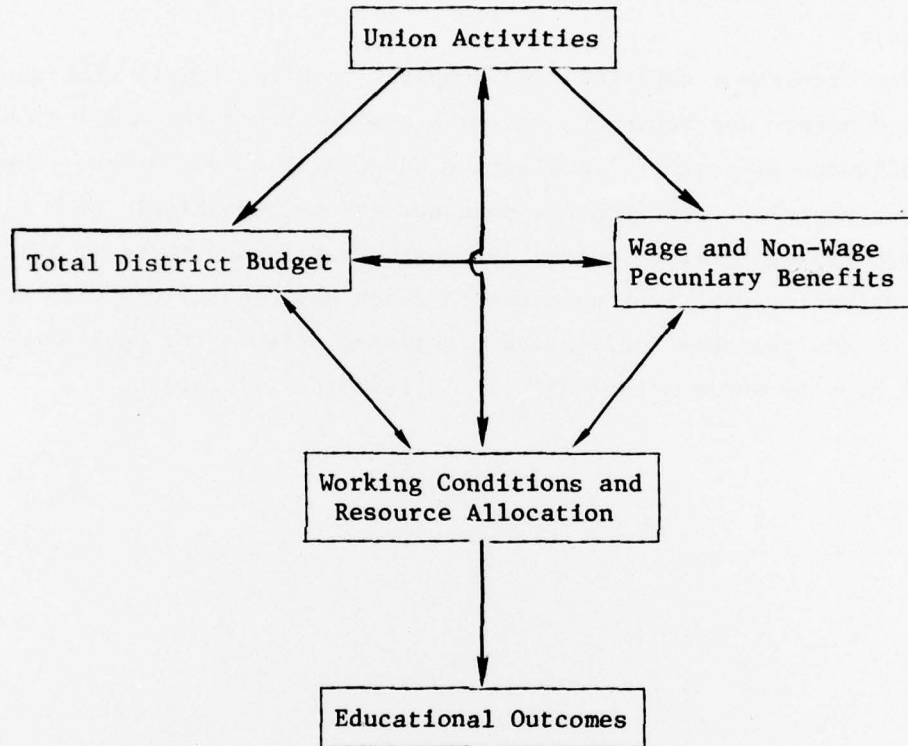 Union Activities
Total District Budget
Wage and Non-Wage
Pecuniary Benefits
Working Conditions and
Resource Allocation
Educational Outcomes